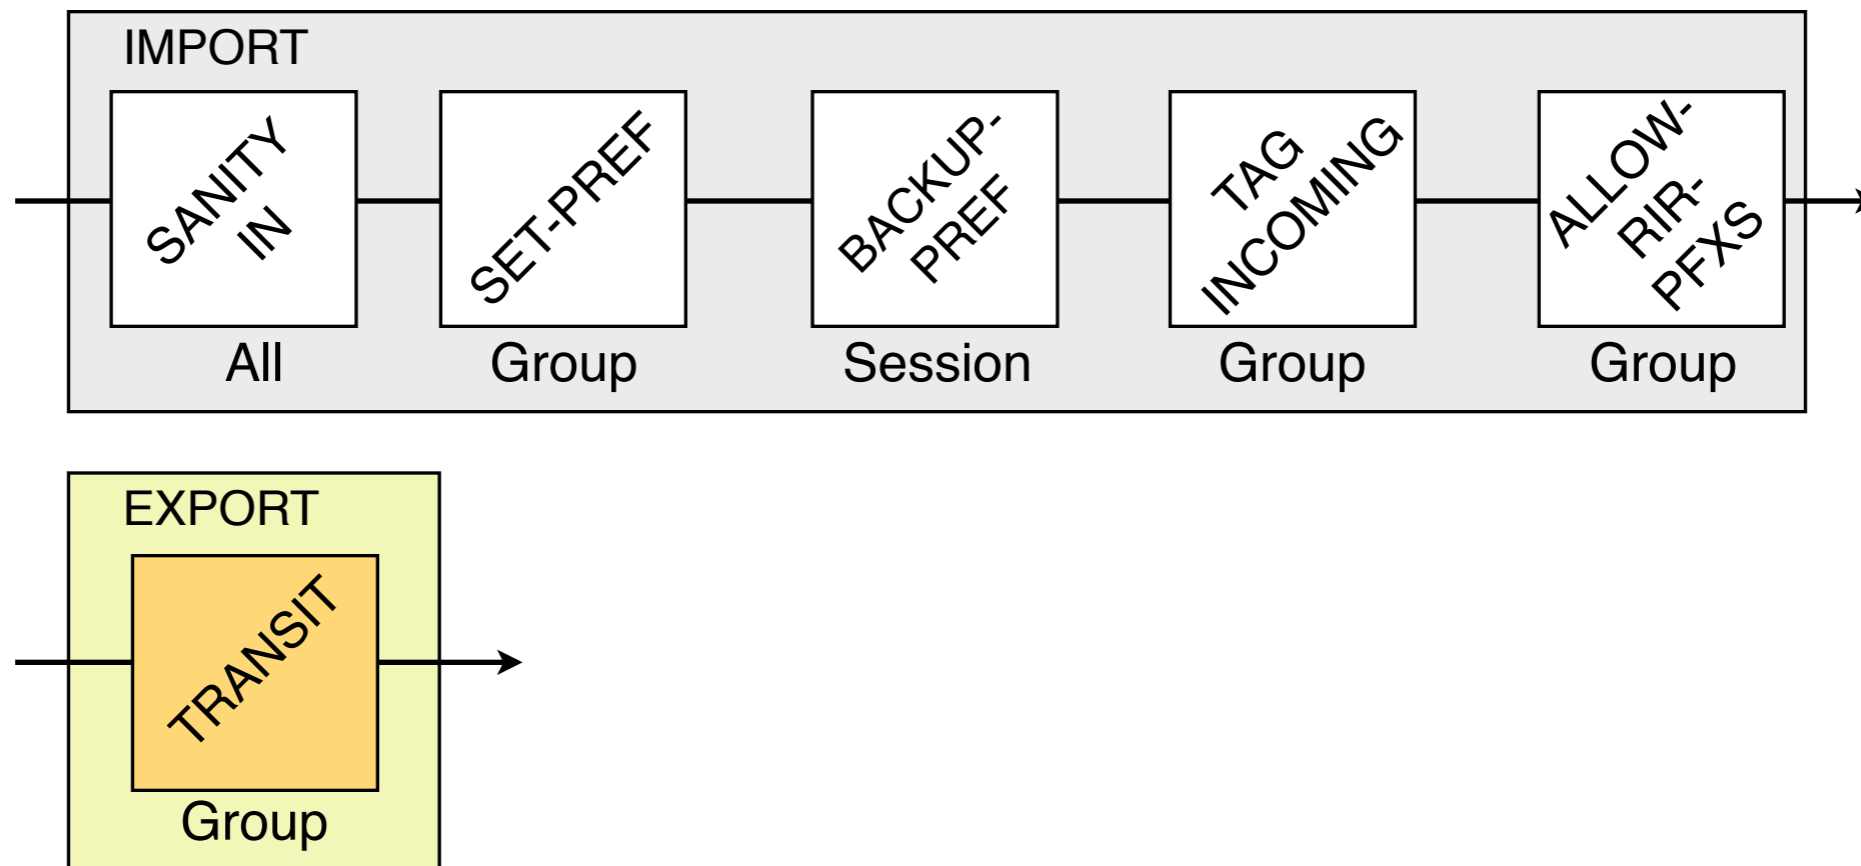 IMPORT
SANITY
IN
SET-PREF
BACKUP-
PREF
TAG
INCOMING
ALLOW-
RIR-
PFXS
All
Group
Session
Group
Group
EXPORT
TRANSIT
Group